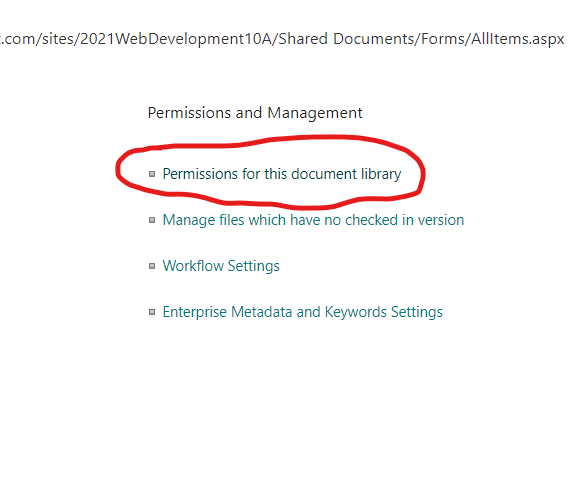 .com/sites/2021WebDevelopment10A/Shared Documents/Forms/AllItems.aspx
Permissions and Management
Permissions for this document library
Manage files which have no checked in version
Workflow Settings
Enterprise Metadata and Keywords Settings